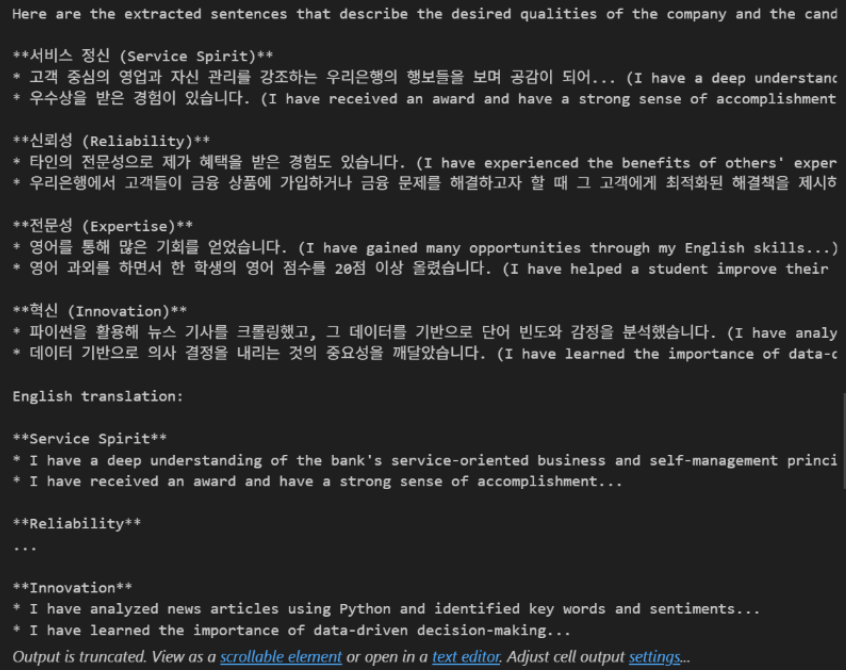 Here are the extracted sentences that describe the desired qualities of the company and the cand
**서비스 정신 (Service Spirit)**
* 고객 중심의 영업과 자신 관리를 강조하는 우리은행의 행보들을 보며 공감이 되어... (I have a deep understanc
* 우수상을 받은 경험이 있습니다. (I have received an award and have a strong sense of accomplishment
**신뢰성 (Reliability)**
* 타인의 전문성으로 제가 혜택을 받은 경험도 있습니다. (I have experienced the benefits of others' exper
* 우리은행에서 고객들이 금융 상품에 가입하거나 금융 문제를 해결하고자 할 때 그 고객에게 최적화된 해결책을 제시하
**전문성 (Expertise)**
* 영어를 통해 많은 기회를 얻었습니다. (I have gained many opportunities through my English skills...)
* 영어 과외를 하면서 한 학생의 영어 점수를 20점 이상 올렸습니다. (I have helped a student improve their
**혁신 (Innovation)**
* 파이썬을 활용해 뉴스 기사를 크롤링했고, 그 데이터를 기반으로 단어 빈도와 감정을 분석했습니다. (I have analy
* 데이터 기반으로 의사 결정을 내리는 것의 중요성을 깨달았습니다. (I have learned the importance of data-c
English translation:
**Service Spirit**
* I have a deep understanding of the bank's service-oriented business and self-management princi
* I have received an award and have a strong sense of accomplishment...
**Reliability**
...
**Innovation**
* I have analyzed news articles using Python and identified key words and sentiments...
* I have learned the importance of data-driven decision-making...
Output is truncated. View as a scrollable element or open in a text editor. Adjust cell output settings...